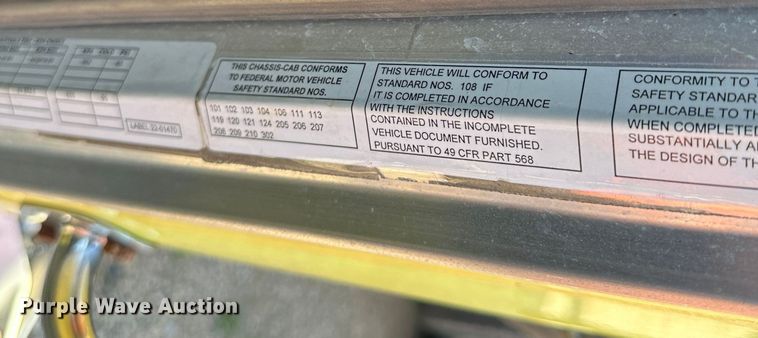 THIS CHASSIS-CAB CONFORMS
TO FEDERAL MOTOR VEHICLE
SAFETY STANDARD NOS.
101 102 103 104 106 111 113
119 120 121 124 205 206 207
208 209 210 302
THIS VEHICLE WILL CONFORM TO
STANDARD NOS. 108 IF
IT IS COMPLETED IN ACCORDANCE
WITH THE INSTRUCTIONS
CONTAINED IN THE INCOMPLETE
VEHICLE DOCUMENT FURNISHED.
PURSUANT TO 49 CFR PART 568
CONFORMITY TO T
SAFETY STANDAR
APPLICABLE TO TH
WHEN COMPLETED
SUBSTANTIALLY A
THE DESIGN OF TH
LABEL 22-61470
Purple Wave Auction